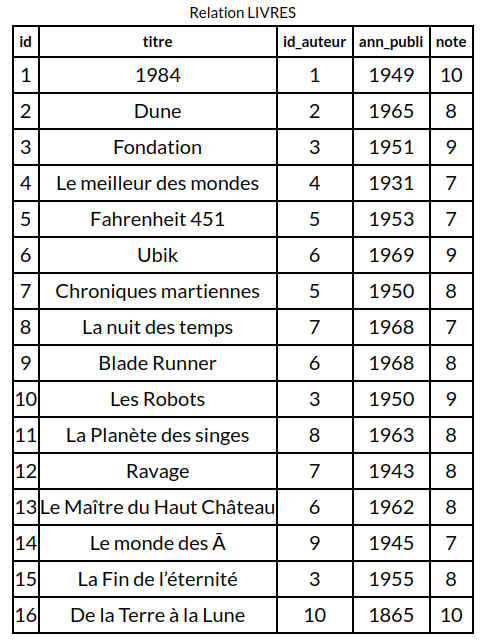 Relation LIVRES
id titre id_auteur ann_publi note
1 1984 1 1949 10
2 Dune 2 1965 8
3 Fondation 3 1951 9
4 Le meilleur des mondes 4 1931 7
5 Fahrenheit 451 5 1953 7
6 Ubik 6 1969 9
7 Chroniques martiennes 5 1950 8
8 La nuit des temps 7 1968 7
9 Blade Runner 6 1968 8
10 Les Robots 3 1950 9
11 La Planète des singes 8 1963 8
12 Ravage 7 1943 8
13 Le Maître du Haut Château 6 1962 8
14 Le monde des Ā 9 1945 7
15 La Fin de l’éternité 3 1955 8
16 De la Terre à la Lune 10 1865 10